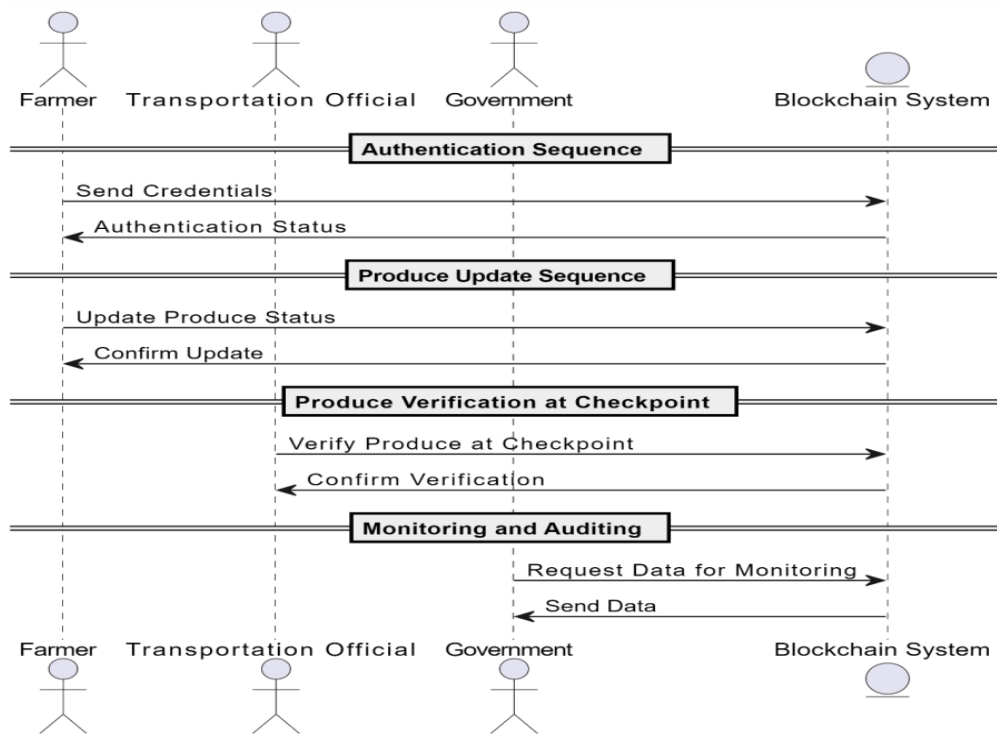 Farmer Transportation Official Government Blockchain System
Authentication Sequence
Send Credentials
Authentication Status
Produce Update Sequence
Update Produce Status
Confirm Update
Produce Verification at Checkpoint
Verify Produce at Checkpoint
Confirm Verification
Monitoring and Auditing
Request Data for Monitoring
Send Data
Farmer Transportation Official Government Blockchain System